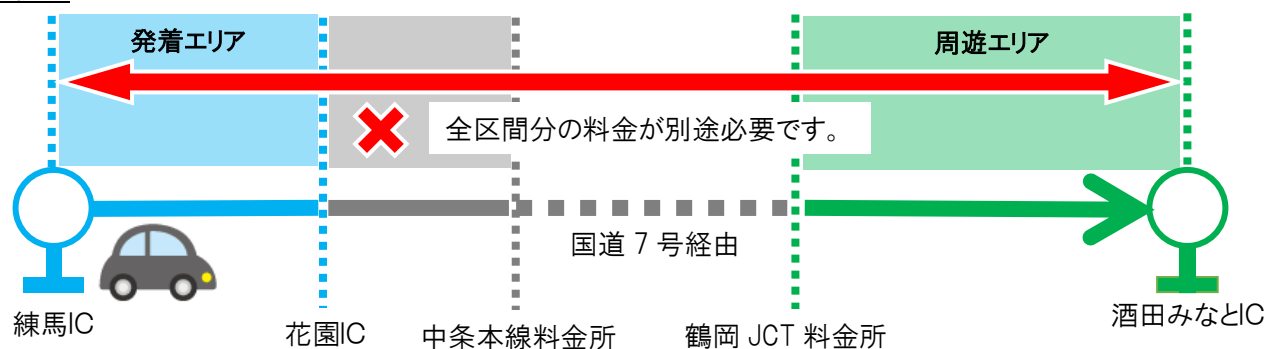 発着エリア
周遊エリア
全区間分の料金が別途必要です。
国道 7 号経由
練馬IC
花園IC
中条本線料金所
鶴岡 JCT 料金所
酒田みなとIC